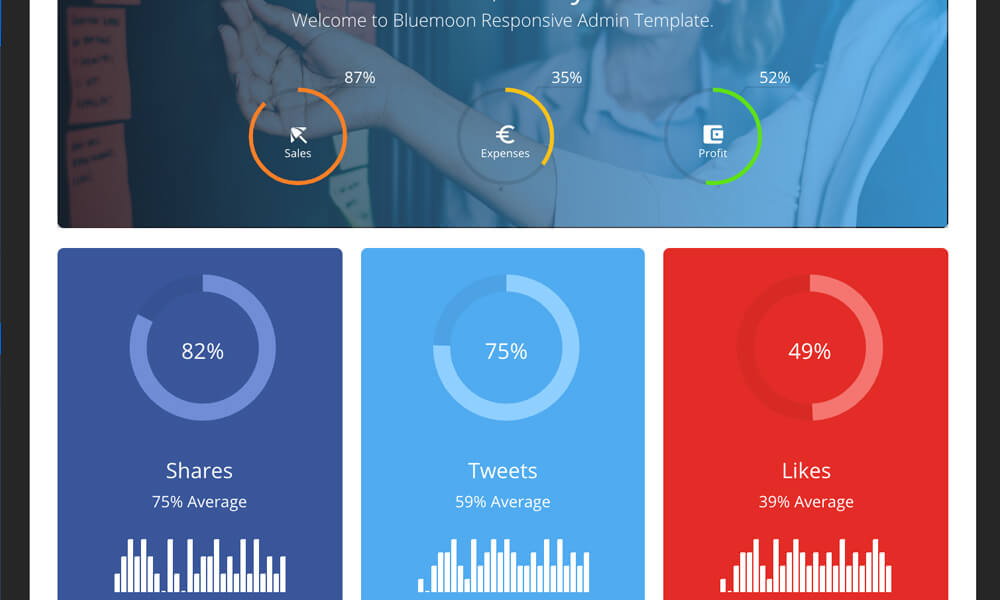 Welcome to Bluemoon Responsive Admin Template.
87%
35%
52%
Sales
Expenses
Profit
82%
75%
49%
Shares
Tweets
Likes
75% Average
59% Average
39% Average